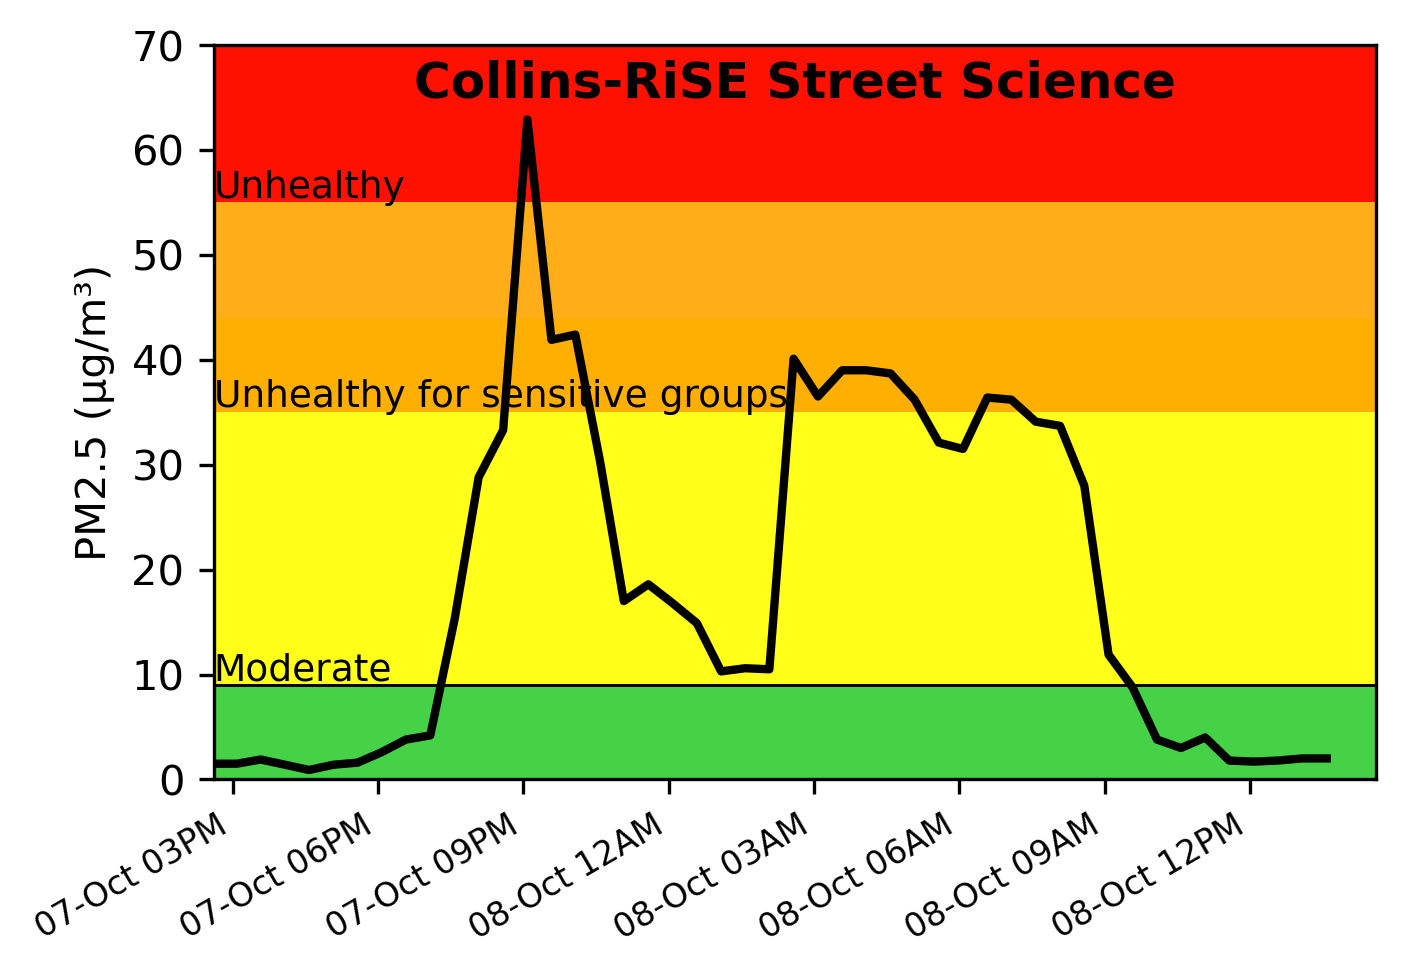 Collins-RiSE Street Science
PM2.5 (µg/m³)
70
60
50
40
30
20
10
0
Unhealthy
Unhealthy for sensitive groups
Moderate
07-Oct 03PM
07-Oct 06PM
07-Oct 09PM
08-Oct 12AM
08-Oct 03AM
08-Oct 06AM
08-Oct 09AM
08-Oct 12PM